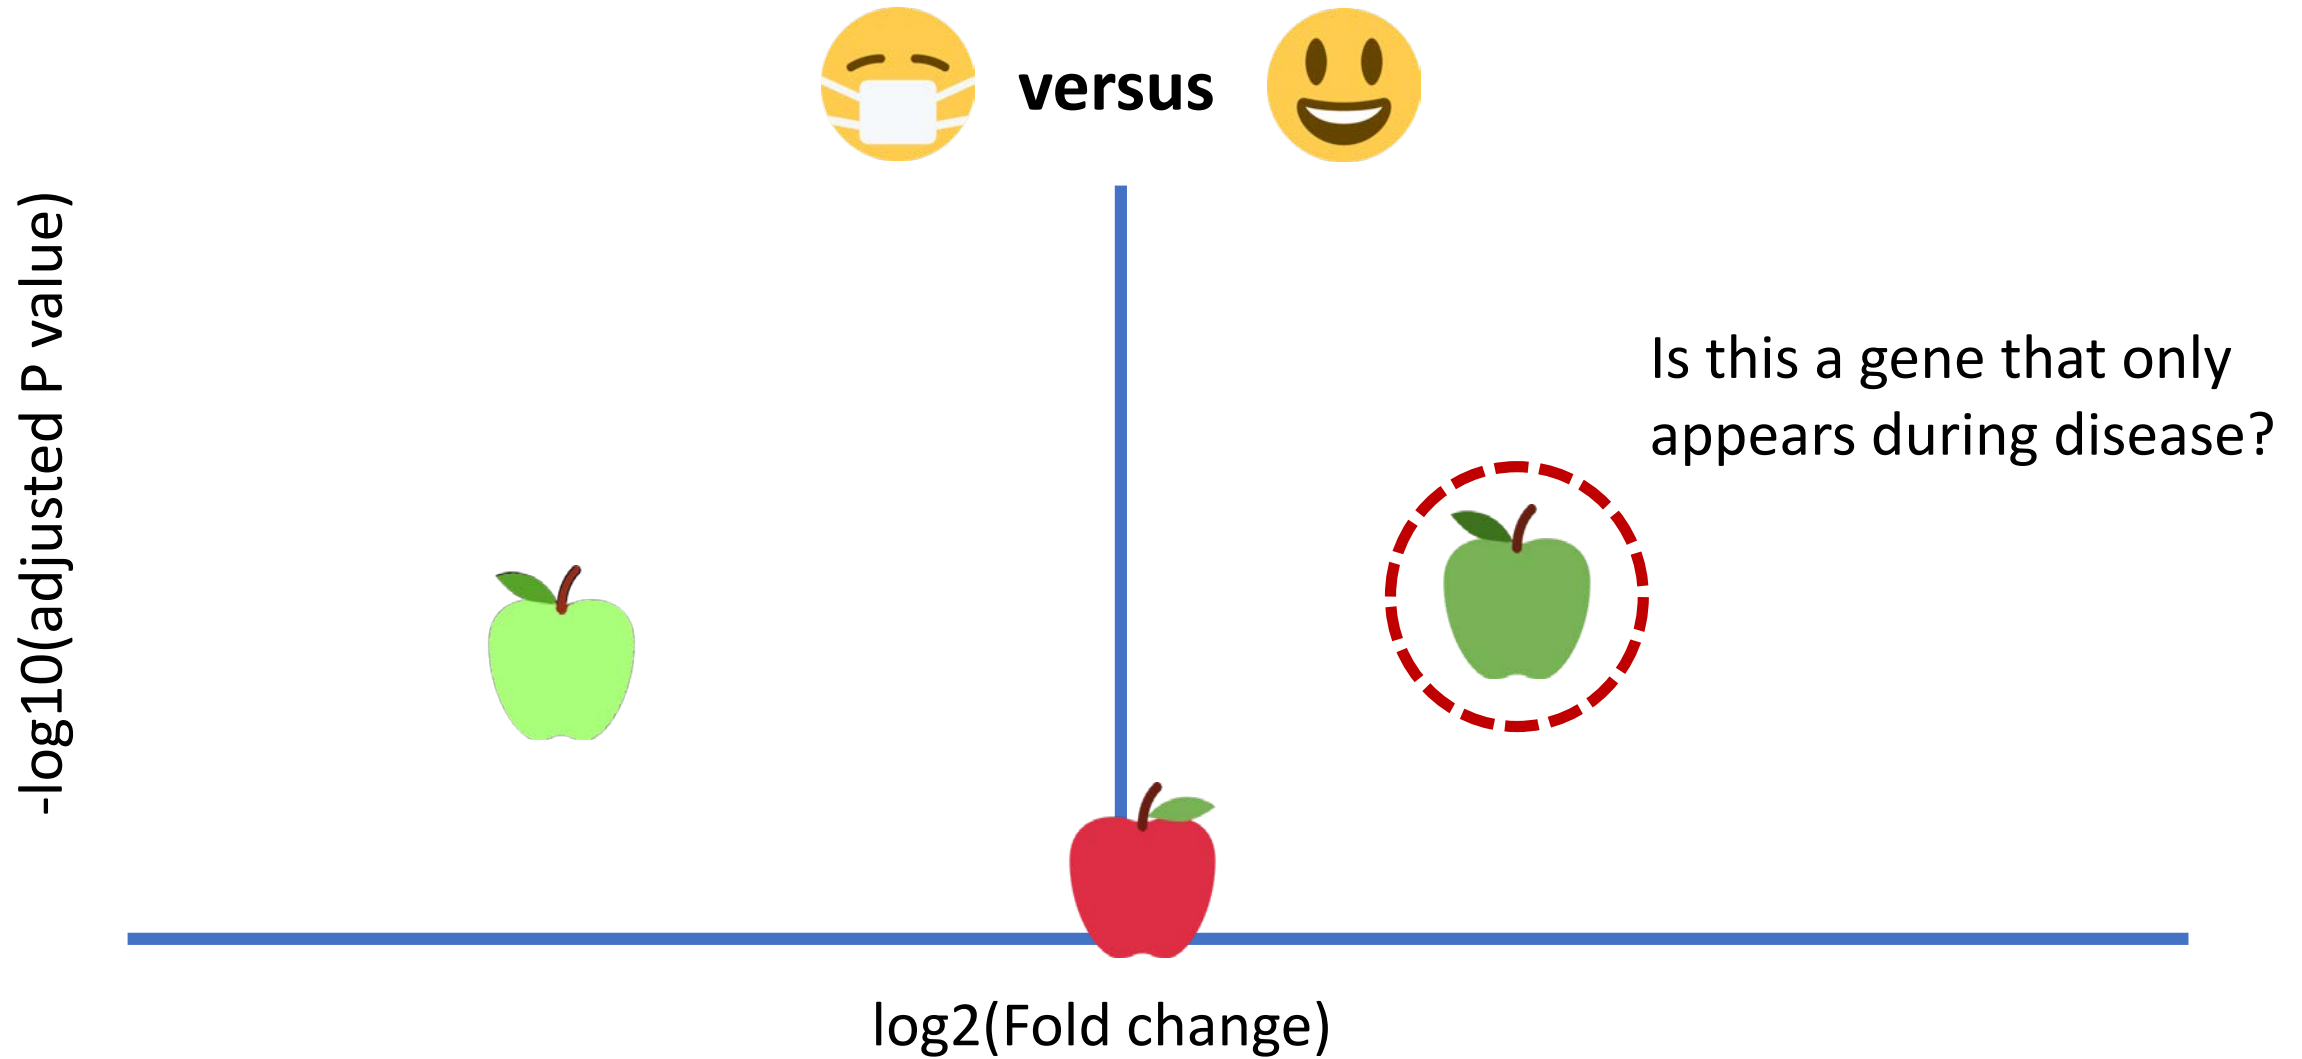 versus
-log10(adjusted P value)
Is this a gene that only
appears during disease?
log2(Fold change)